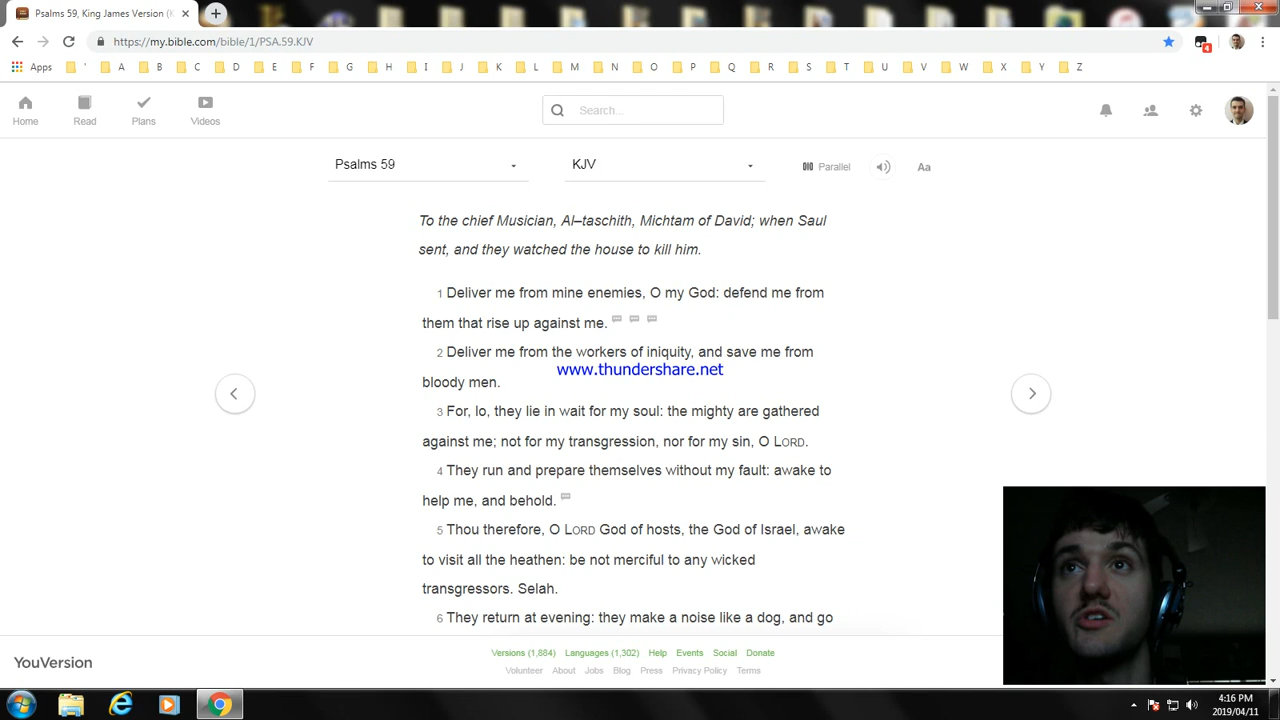 Psalms 59, King James Version (
https://my.bible.com/bible/1/PSA.59.KJV
4
Apps ' A B C D E F G H I J K L M N O P Q R S T U V W X Y Z
Home Read Plans Videos
Search...
Psalms 59 KJV Parallel Aa
To the chief Musician, Al–taschith, Michtam of David; when Saul
sent, and they watched the house to kill him.
1 Deliver me from mine enemies, O my God: defend me from
them that rise up against me.
2 Deliver me from the workers of iniquity, and save me from
www.thundershare.net
bloody men.
3 For, lo, they lie in wait for my soul: the mighty are gathered
against me; not for my transgression, nor for my sin, O LORD.
4 They run and prepare themselves without my fault: awake to
help me, and behold.
5 Thou therefore, O LORD God of hosts, the God of Israel, awake
to visit all the heathen: be not merciful to any wicked
transgressors. Selah.
6 They return at evening: they make a noise like a dog, and go
YouVersion
Versions (1,884) Languages (1,302) Help Events Social Donate
Volunteer About Jobs Blog Press Privacy Policy Terms
4:16 PM
2019/04/11